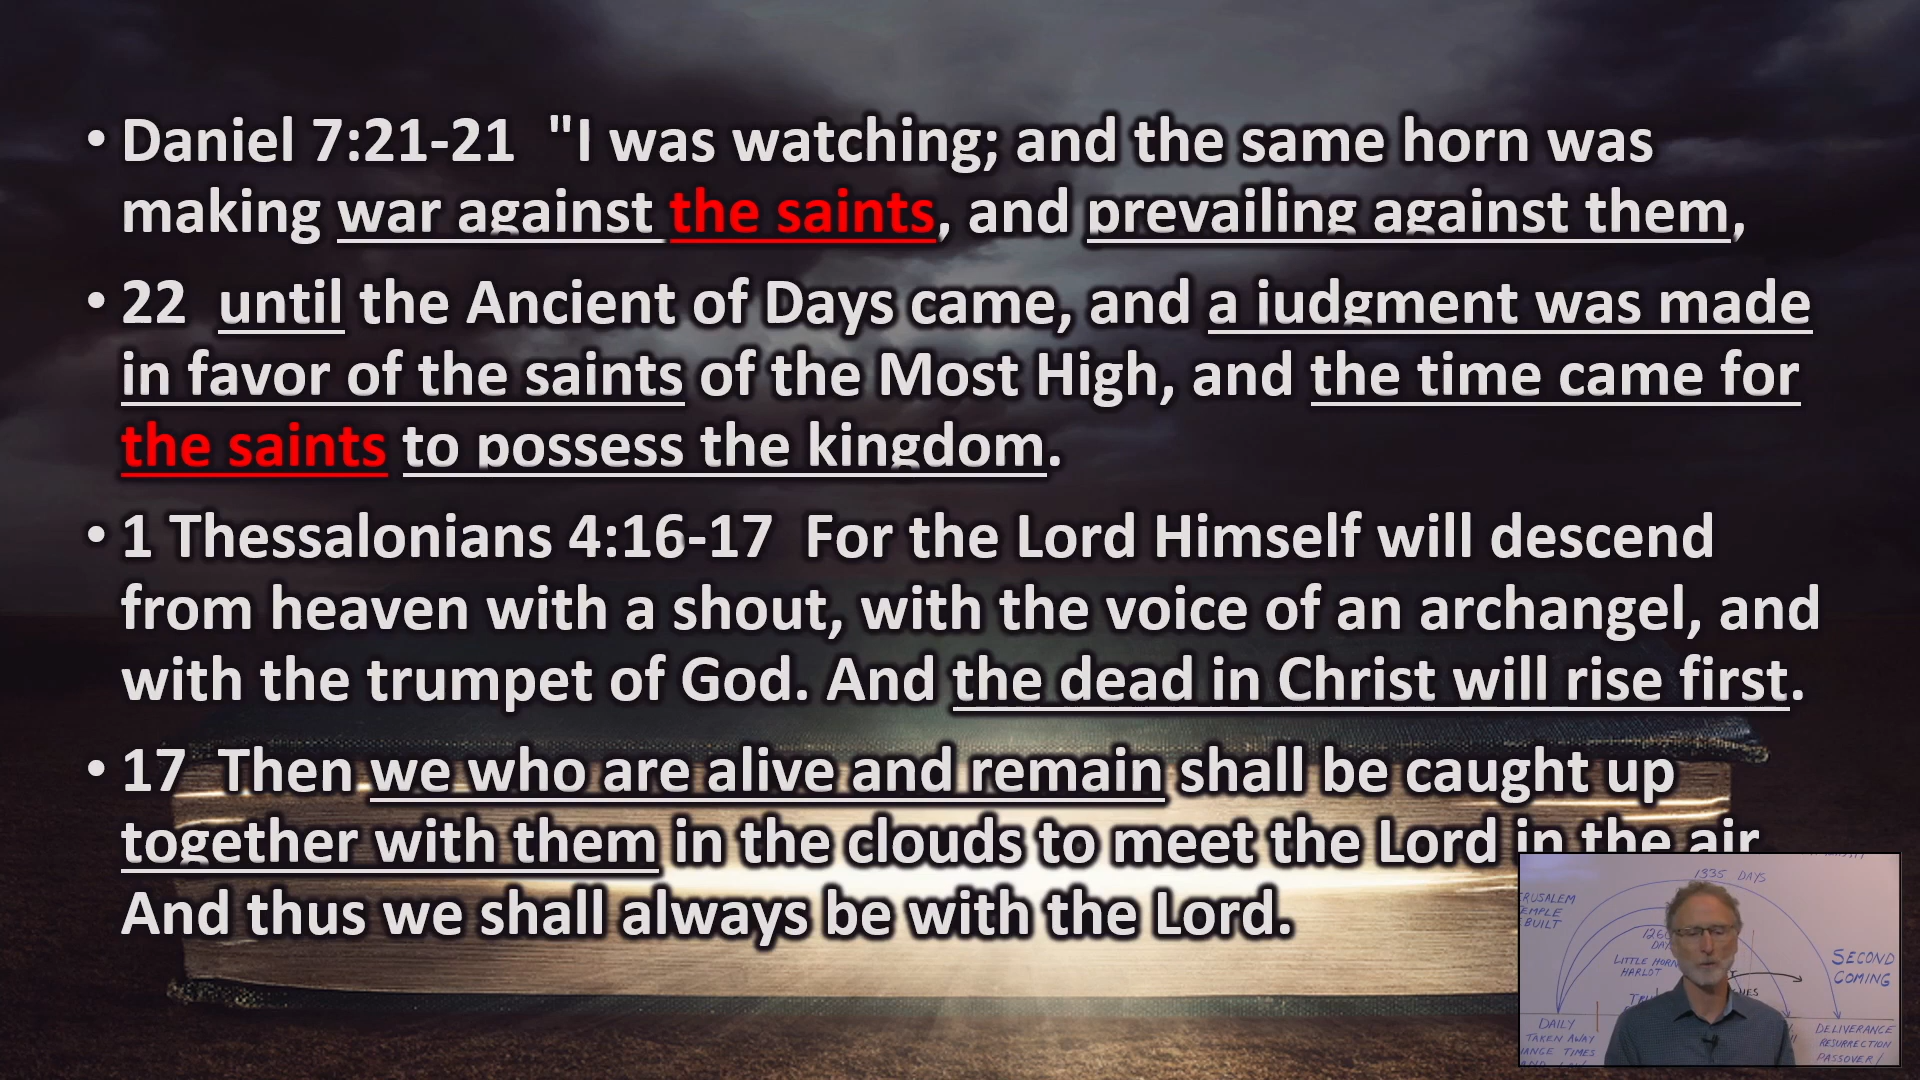 • Daniel 7:21-21  "I was watching; and the same horn was
making war against the saints, and prevailing against them,
• 22  until the Ancient of Days came, and a judgment was made
in favor of the saints of the Most High, and the time came for
the saints to possess the kingdom.
• 1 Thessalonians 4:16-17  For the Lord Himself will descend
from heaven with a shout, with the voice of an archangel, and
with the trumpet of God. And the dead in Christ will rise first.
• 17  Then we who are alive and remain shall be caught up
together with them in the clouds to meet the Lord in the air
And thus we shall always be with the Lord.
1335 DAYS
BUILT
LITTLE HORN
HARLOT
SECOND
COMING
DAILY
TAKEN AWAY
TIMES
DELIVERANCE
RESURRECTION
PASSOVER/